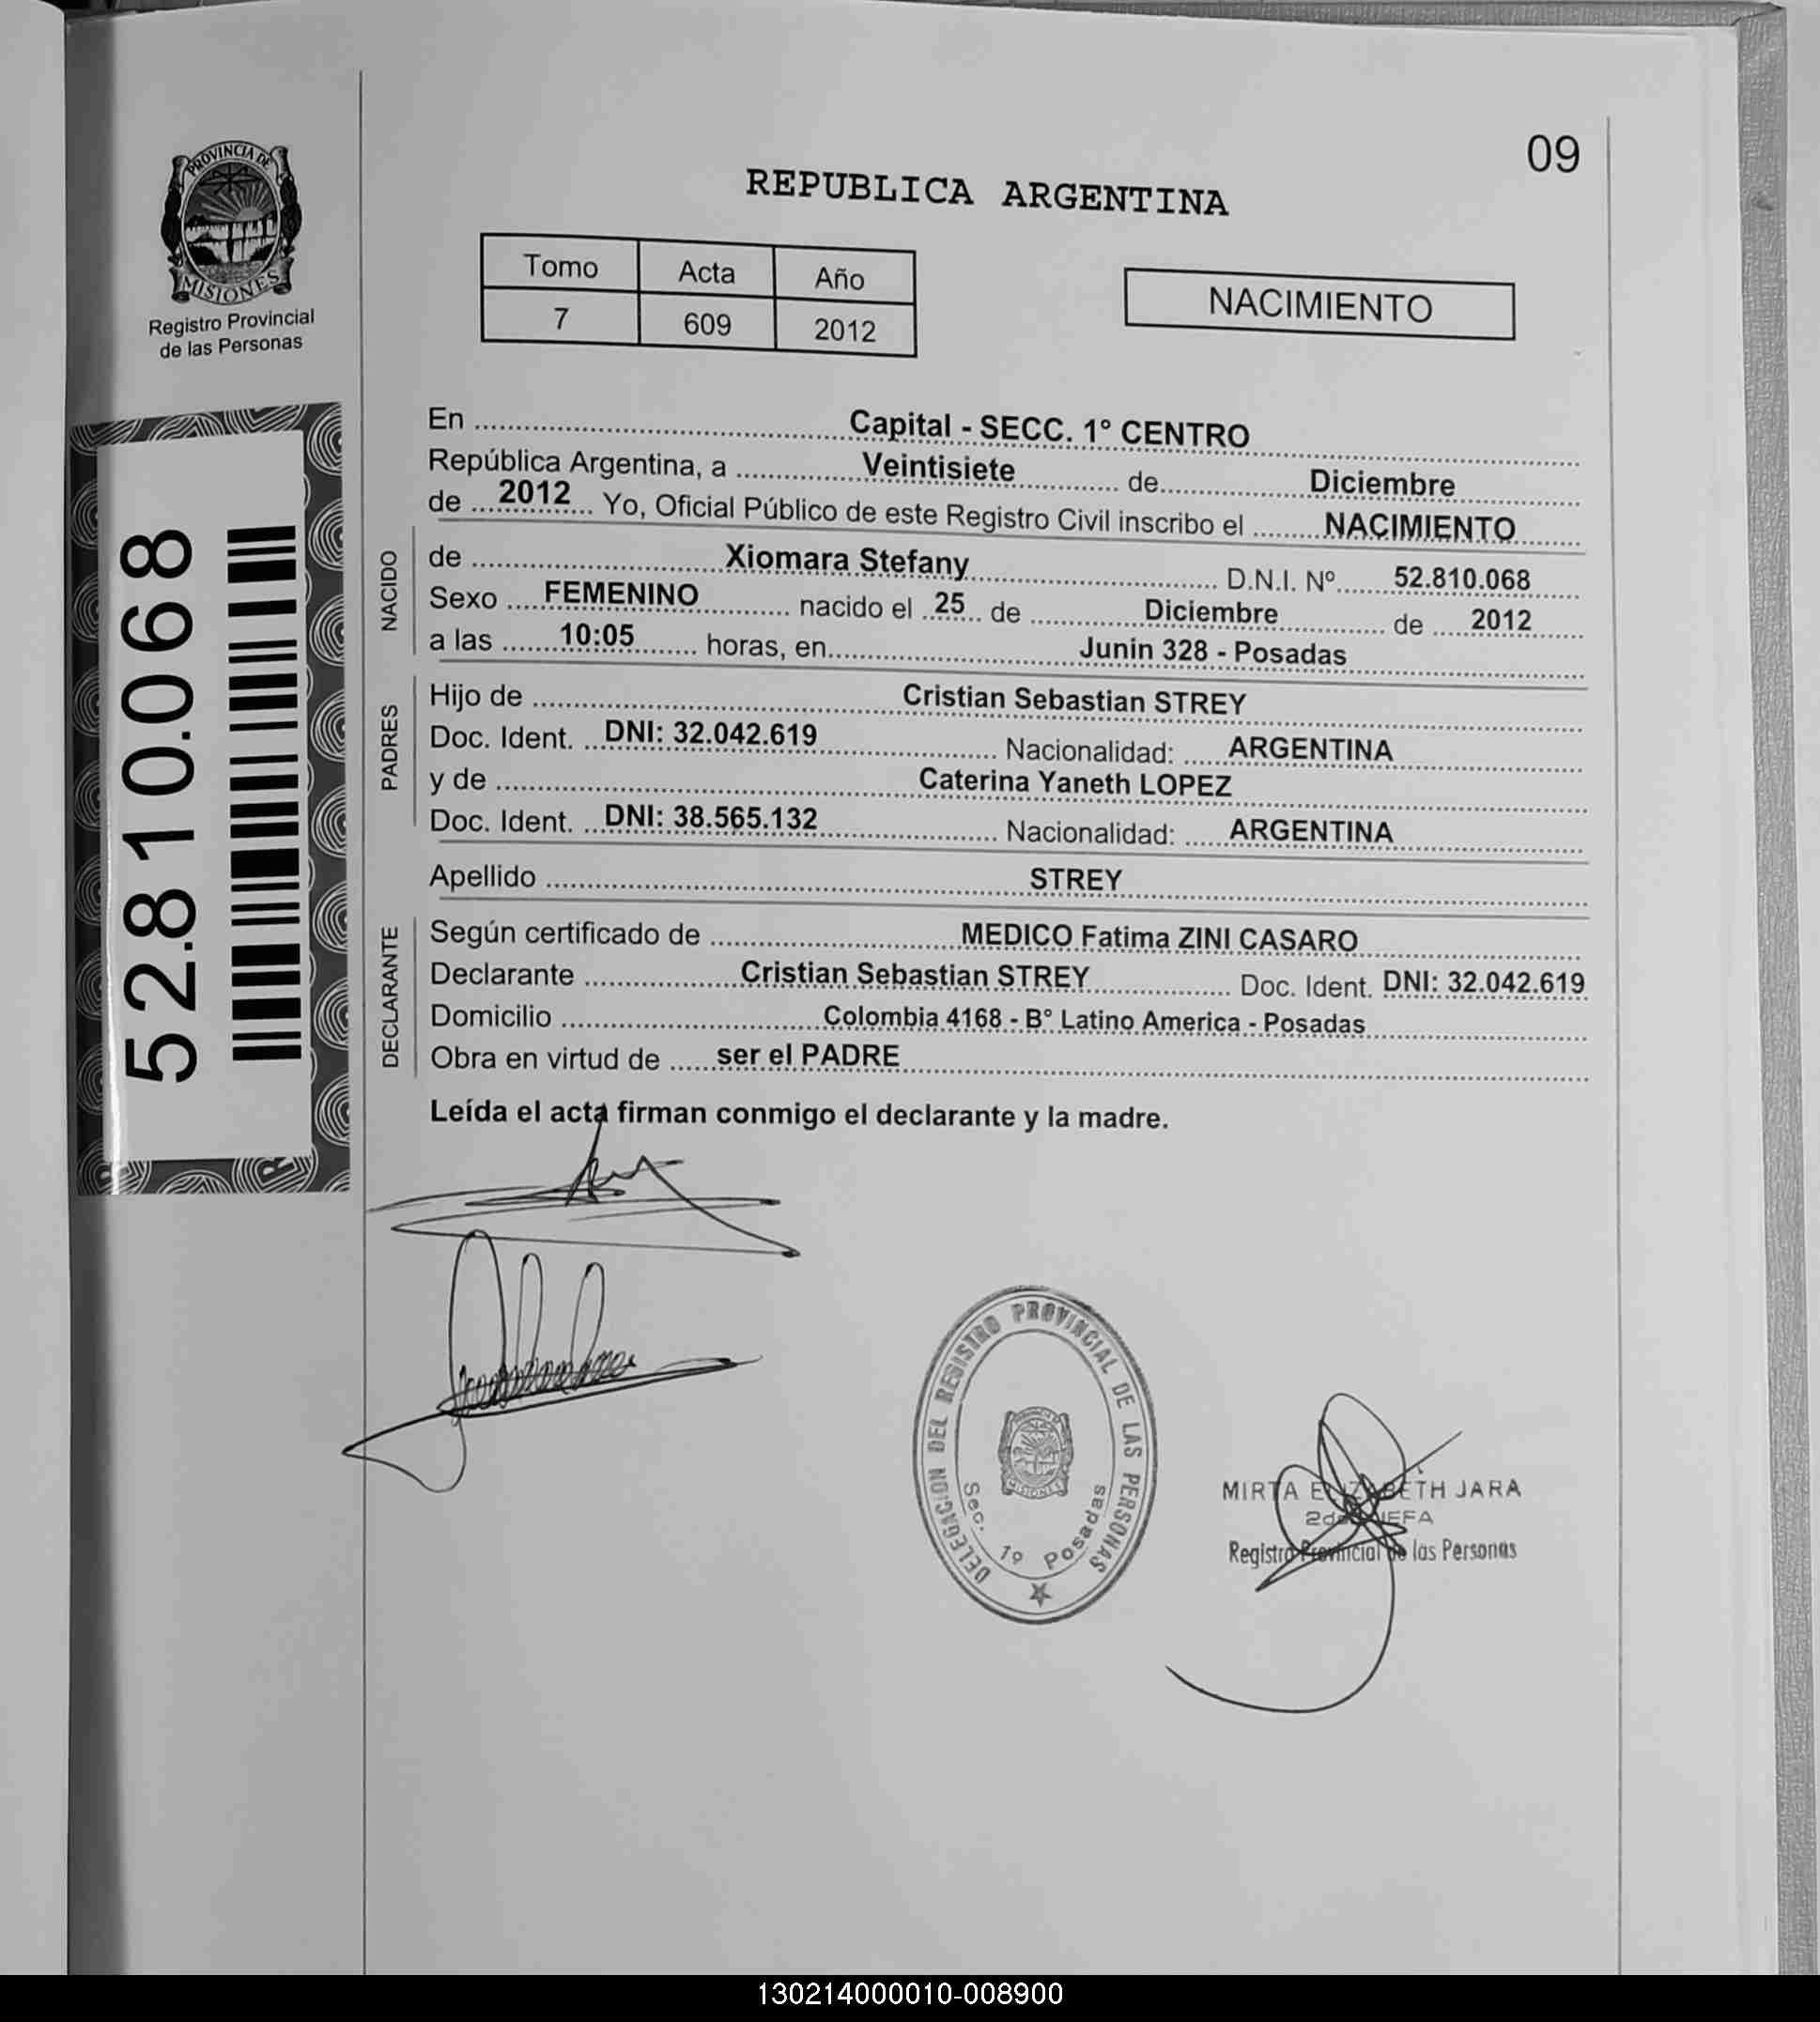 09
PROVINCIA DE
MISIONES
Registro Provincial
de las Personas
REPUBLICA ARGENTINA
Tomo Acta Año
7 609 2012
NACIMIENTO
52.810.068
En Capital - SECC. 1° CENTRO
República Argentina, a Veintisiete de Diciembre
de 2012 Yo, Oficial Público de este Registro Civil inscribo el NACIMIENTO
NACIDO
de Xiomara Stefany D.N.I. Nº 52.810.068
Sexo FEMENINO nacido el 25 de Diciembre de 2012
a las 10:05 horas, en Junin 328 - Posadas
PADRES
Hijo de Cristian Sebastian STREY
Doc. Ident. DNI: 32.042.619 Nacionalidad: ARGENTINA
y de Caterina Yaneth LOPEZ
Doc. Ident. DNI: 38.565.132 Nacionalidad: ARGENTINA
Apellido STREY
DECLARANTE
Según certificado de MEDICO Fatima ZINI CASARO
Declarante Cristian Sebastian STREY Doc. Ident. DNI: 32.042.619
Domicilio Colombia 4168 - B° Latino America - Posadas
Obra en virtud de ser el PADRE
Leída el acta firman conmigo el declarante y la madre.
DELEGACION DEL REGISTRO PROVINCIAL DE LAS PERSONAS
MISIONES
Sec. 1º Posadas
MIRTA ELIZABETH JARA
2da JEFA
Registro Provincial de las Personas
130214000010-008900